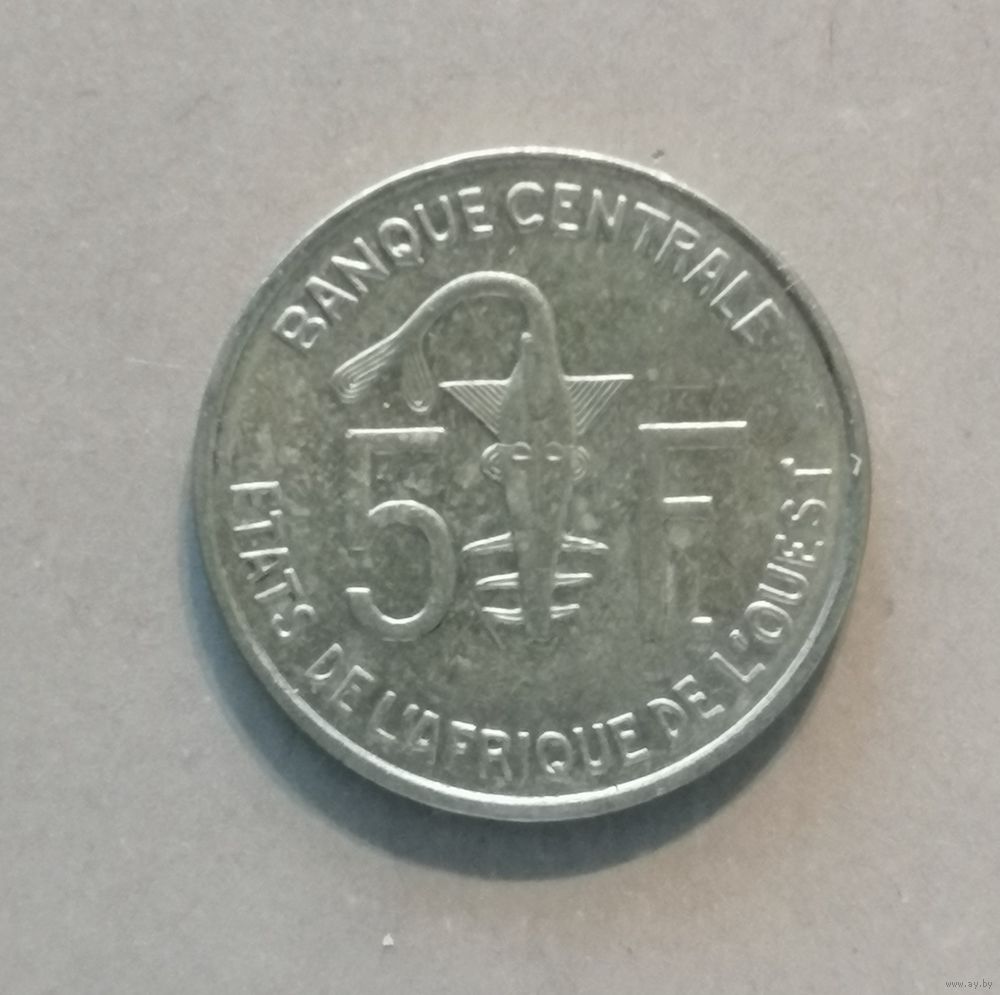 BANQUE CENTRALE
5 F
ETATS DE L'AFRIQUE DE L'OUEST
www.ay.by